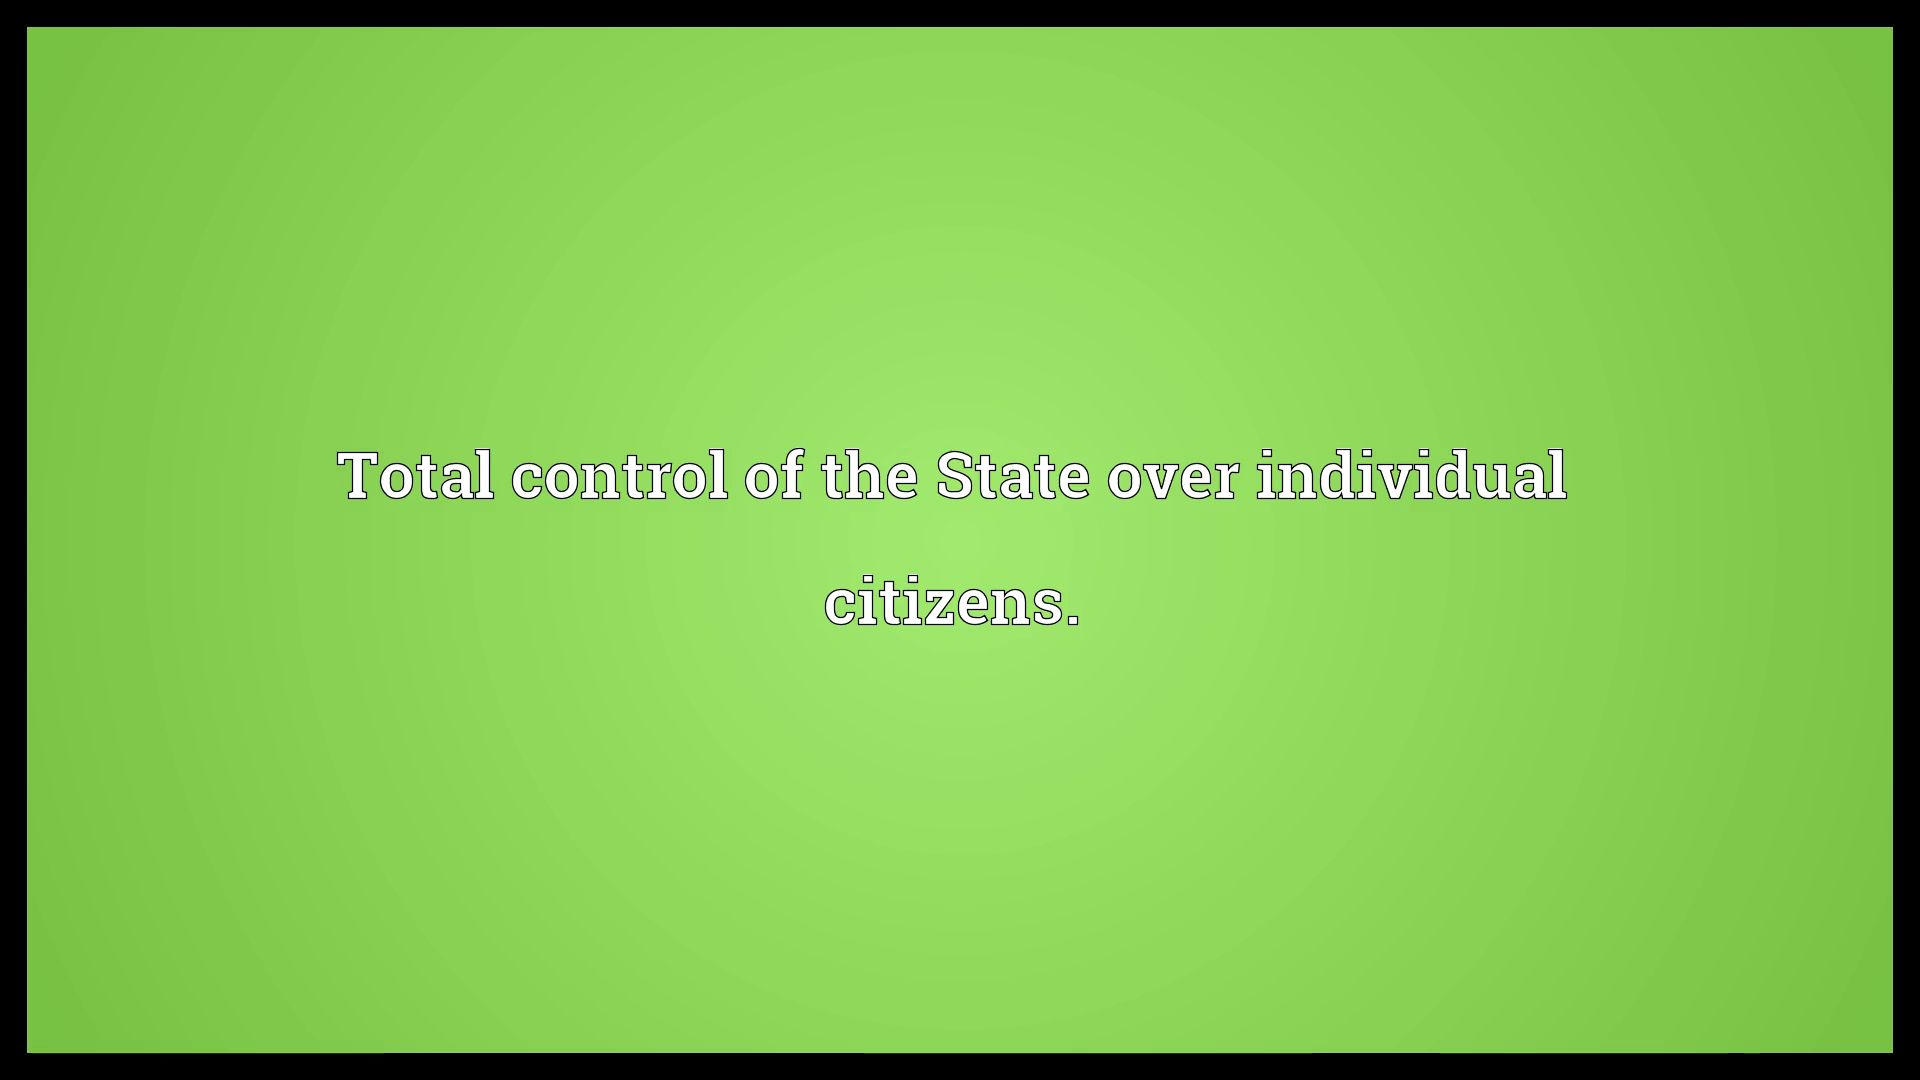 Total control of the State over individual
citizens.